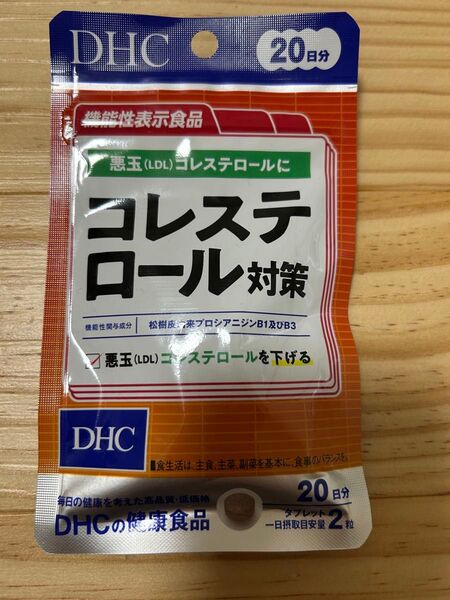 DHC 20日分
機能性表示食品
悪玉(LDL)コレステロールに
コレステ
ロール対策
機能性関与成分 松樹皮由来プロシアニジンB1及びB3
悪玉(LDL)コレステロールを下げる
DHC
■食生活は、主食、主菜、副菜を基本に、食事のバランスを。
毎日の健康を考えた高品質・低価格
DHCの健康食品
20日分
タブレット
一日摂取目安量2粒